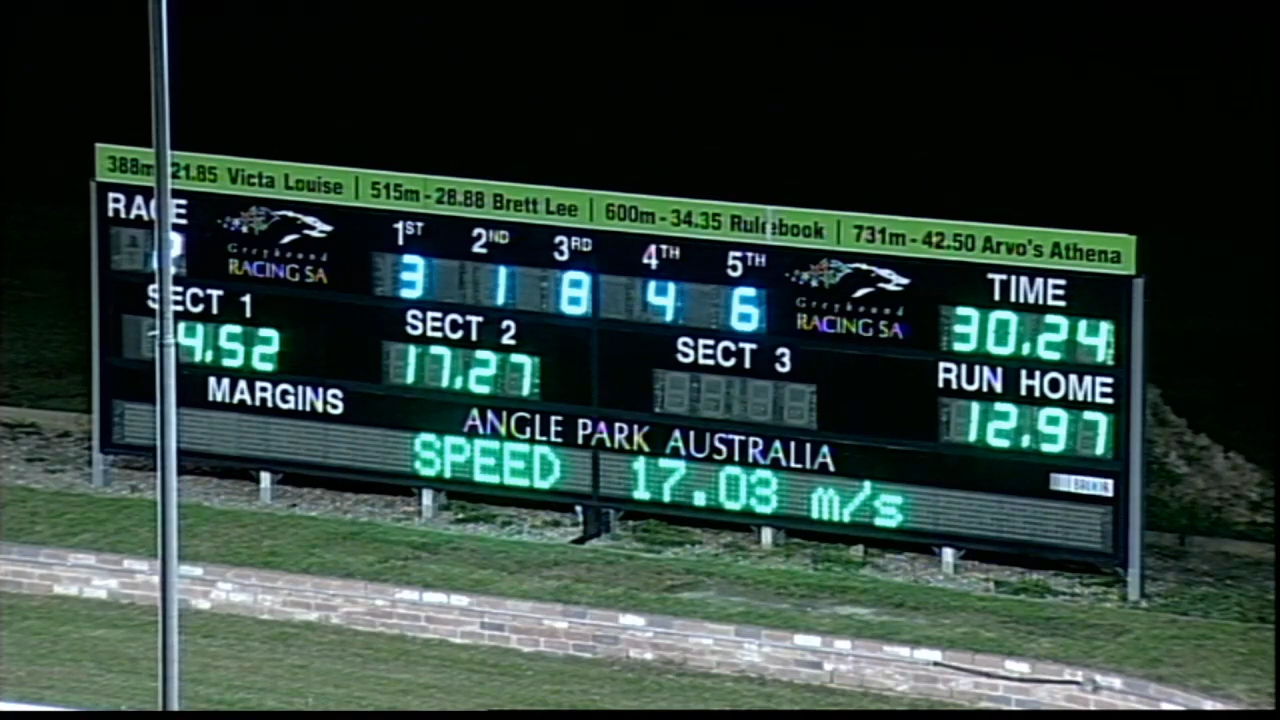 388m 21.85 Victa Louise | 515m - 28.88 Brett Lee | 600m - 34.35 Rulebook | 731m - 42.50 Arvo's Athena
RACE
Greyhound
RACING SA
1ST 2ND 3RD 4TH 5TH
3 1 8 4 6
Greyhound
RACING SA
TIME
30.24
SECT 1
4.52
SECT 2
17.27
SECT 3
RUN HOME
12.97
MARGINS
ANGLE PARK AUSTRALIA
SPEED 17.03 m/s